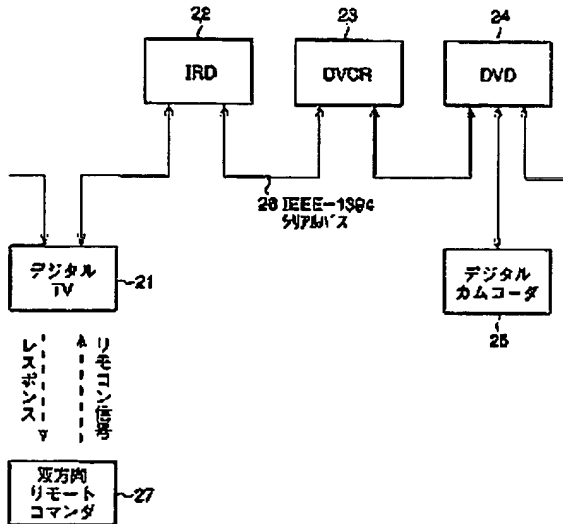 22
23
24
IRD
DVCR
DVD
26 IEEE-1394
シリアルバス
デジタル
TV
21
デジタル
カムコーダ
25
レスポンス
リモコン信号
双方向
リモート
コマンダ
27